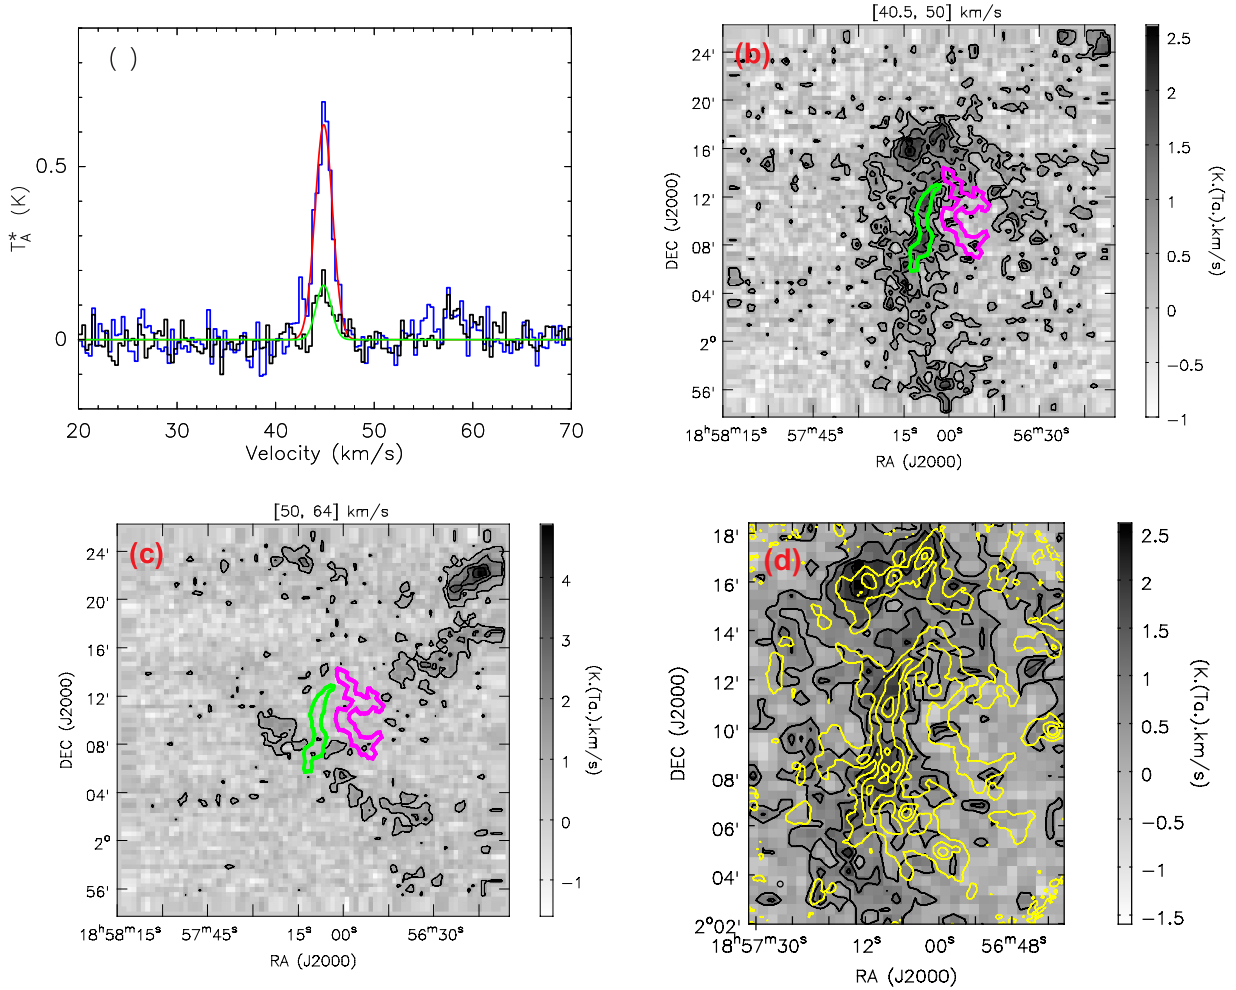 ( )
0.5
0
T*A (K)
20 30 40 50 60 70
Velocity (km/s)
[40.5, 50] km/s
(b)
24'
20'
16'
12'
08'
04'
2°
56'
DEC (J2000)
18h58m15s 57m45s 15s 00s 56m30s
RA (J2000)
2.5
2
1.5
1
0.5
0
−0.5
−1
(K.(Ta.).km/s)
[50, 64] km/s
(c)
24'
20'
16'
12'
08'
04'
2°
56'
DEC (J2000)
18h58m15s 57m45s 15s 00s 56m30s
RA (J2000)
4
3
2
1
0
−1
(K.(Ta.).km/s)
(d)
18'
16'
14'
12'
10'
08'
06'
04'
2°02'
DEC (J2000)
18h57m30s 12s 00s 56m48s
RA (J2000)
2.5
2
1.5
1
0.5
0
−0.5
−1
−1.5
(K.(Ta.).km/s)